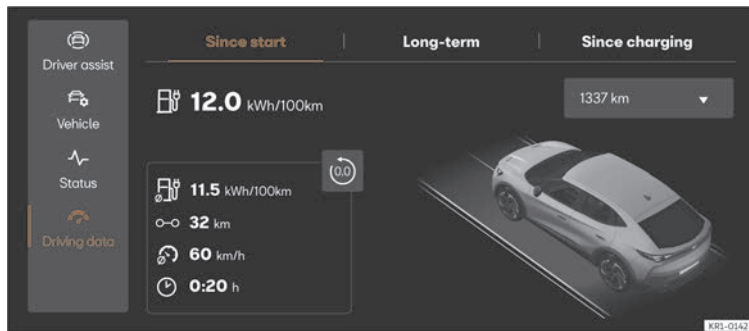 Driver assist
Vehicle
Status
Driving data
Since start
Long-term
Since charging
12.0 kWh/100km
1337 km
(0.0)
ø 11.5 kWh/100km
32 km
ø 60 km/h
0:20 h
KR1-0142